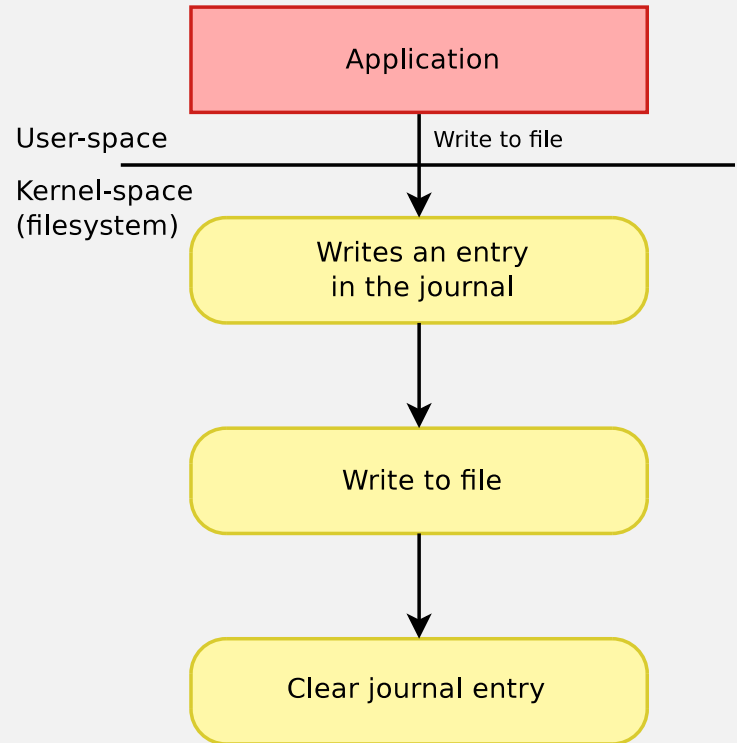 Application
User-space
Write to file
Kernel-space
(filesystem)
Writes an entry
in the journal
Write to file
Clear journal entry